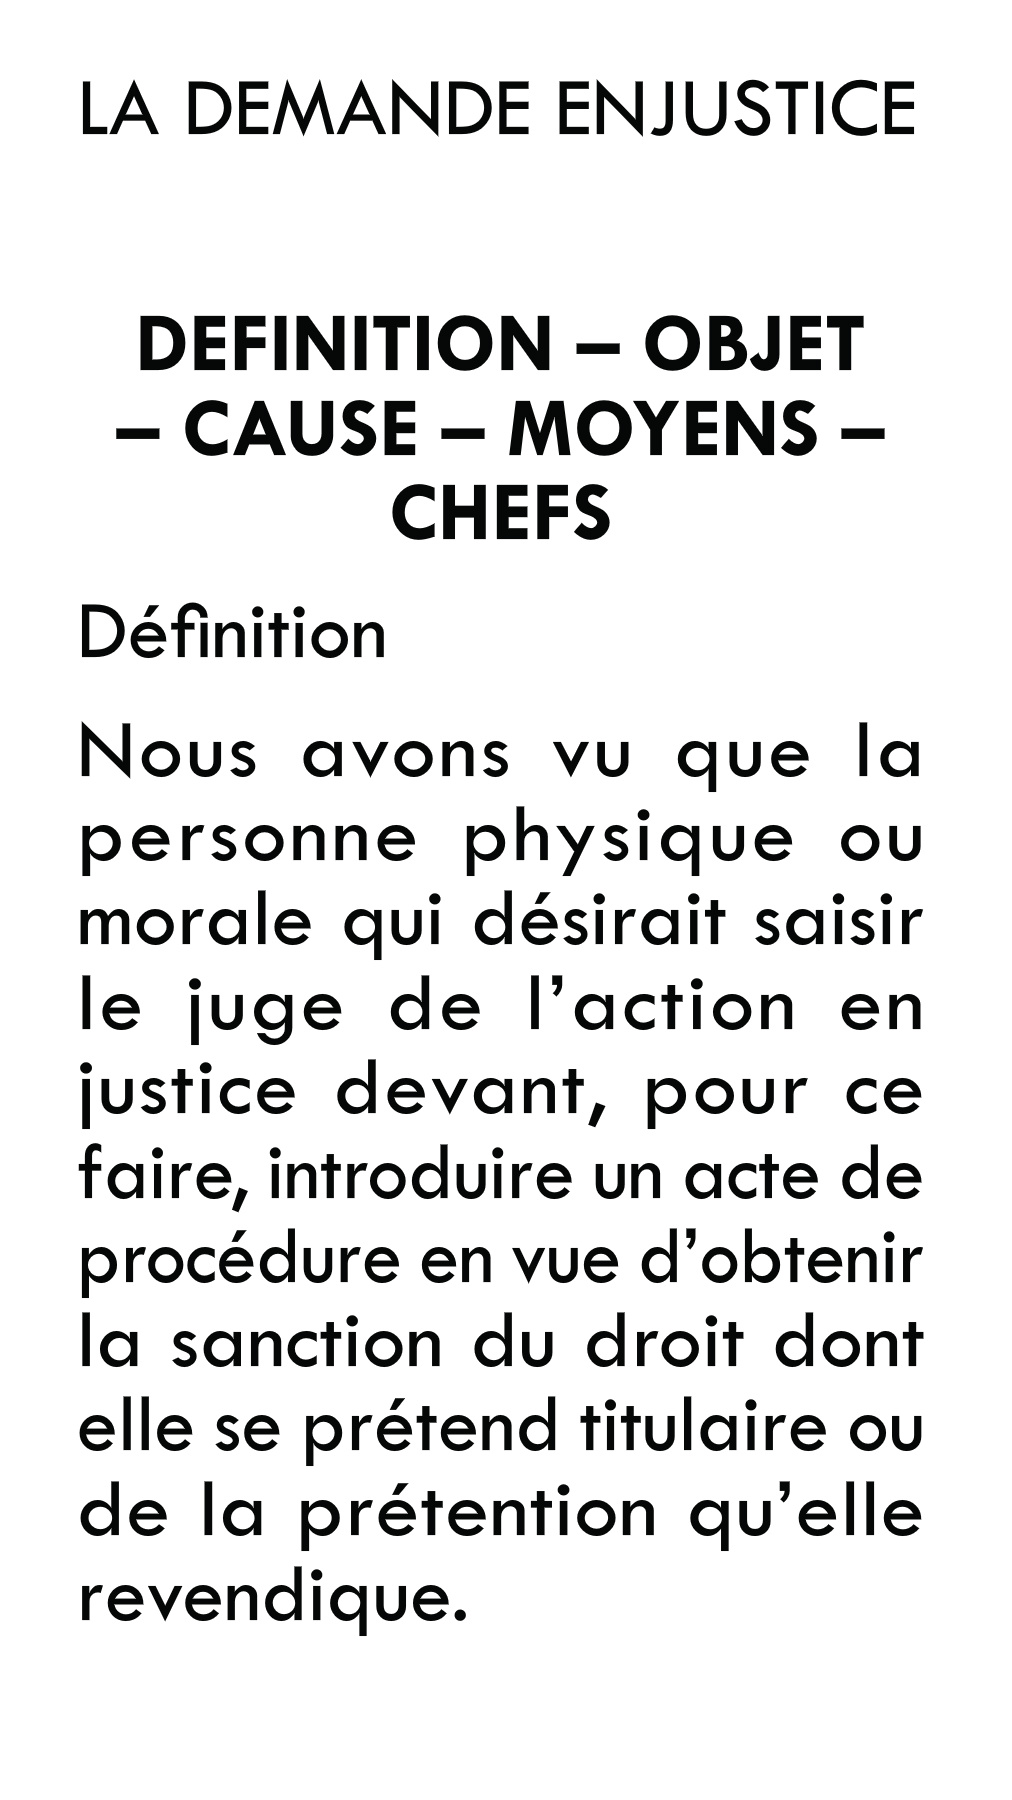 LA DEMANDE ENJUSTICE
DEFINITION – OBJET
– CAUSE – MOYENS –
CHEFS
Définition
Nous avons vu que la
personne physique ou
morale qui désirait saisir
le juge de l’action en
justice devant, pour ce
faire, introduire un acte de
procédure en vue d’obtenir
la sanction du droit dont
elle se prétend titulaire ou
de la prétention qu’elle
revendique.